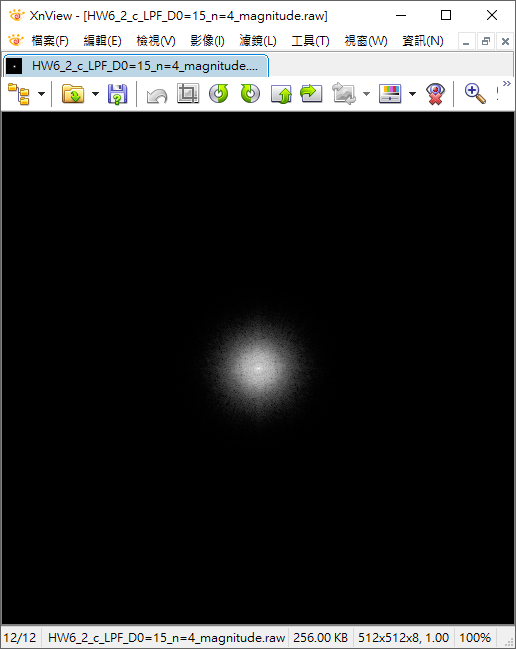 XnView - [HW6_2_c_LPF_D0=15_n=4_magnitude.raw]
檔案(F) 編輯(E) 檢視(V) 影像(I) 濾鏡(L) 工具(T) 視窗(W) 資訊(N)
HW6_2_c_LPF_D0=15_n=4_magnitude....
12/12 HW6_2_c_LPF_D0=15_n=4_magnitude.raw 256.00 KB 512x512x8, 1.00 100%